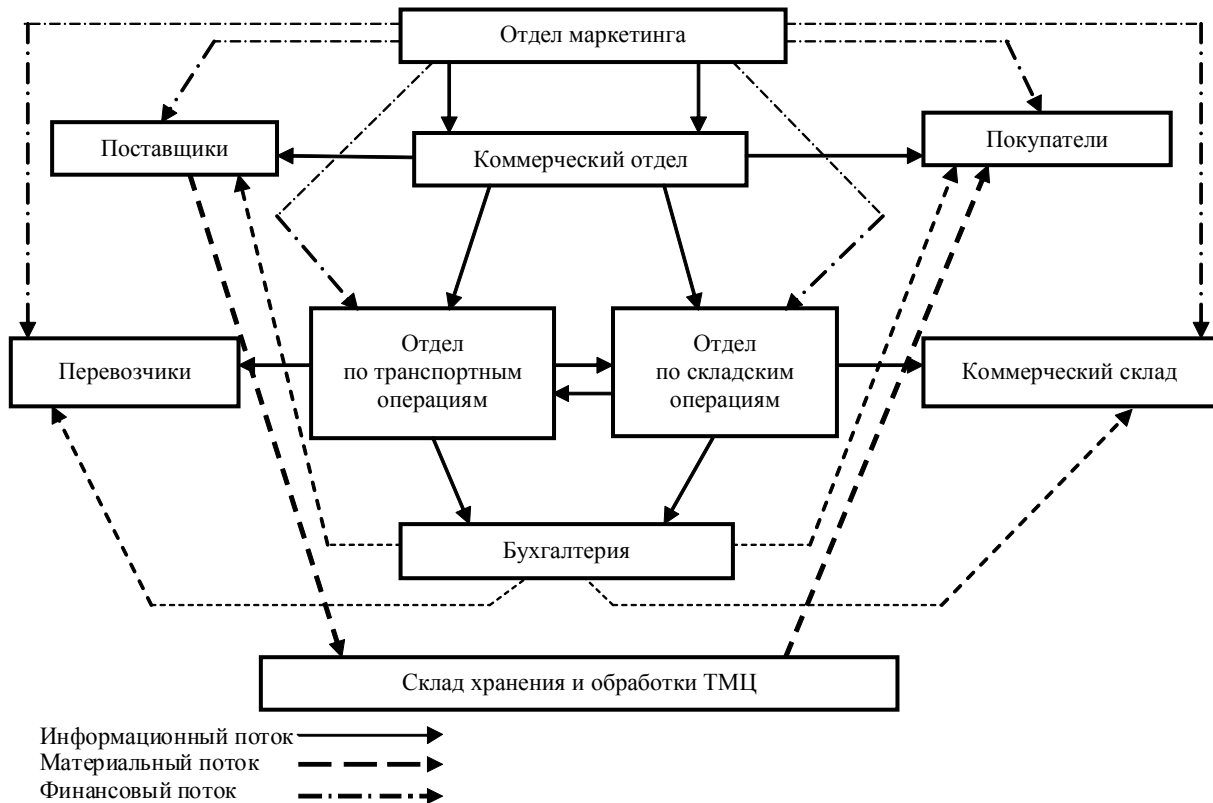 Отдел маркетинга
Поставщики
Коммерческий отдел
Покупатели
Перевозчики
Отдел
по транспортным
операциям
Отдел
по складским
операциям
Коммерческий склад
Бухгалтерия
Склад хранения и обработки ТМЦ
Информационный поток
Материальный поток
Финансовый поток